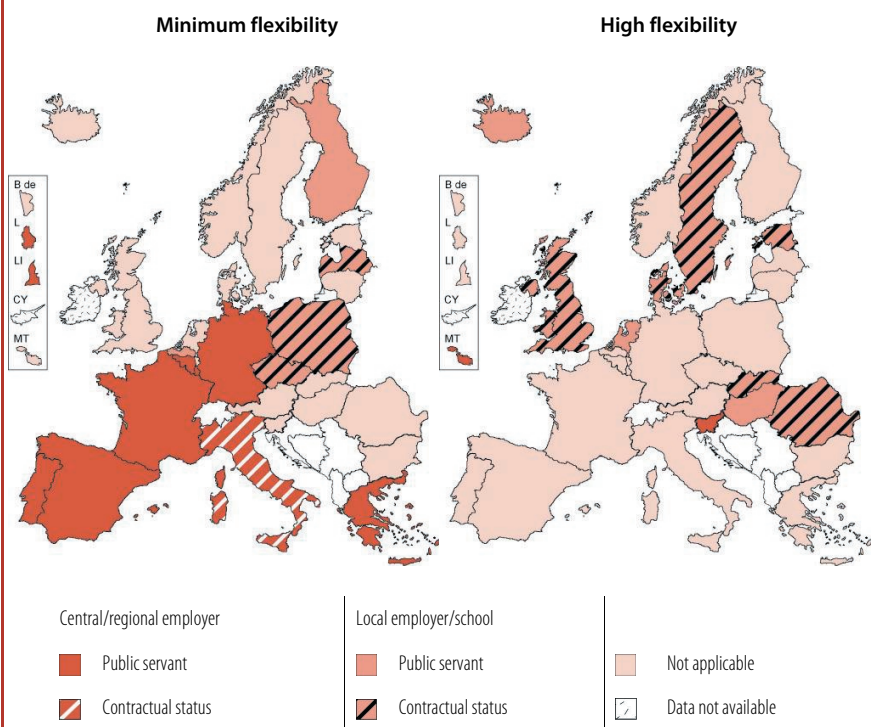 Minimum flexibility
High flexibility
B de
L
LI
CY
MT
B de
L
LI
CY
MT
Central/regional employer
Public servant
Contractual status
Local employer/school
Public servant
Contractual status
Not applicable
Data not available